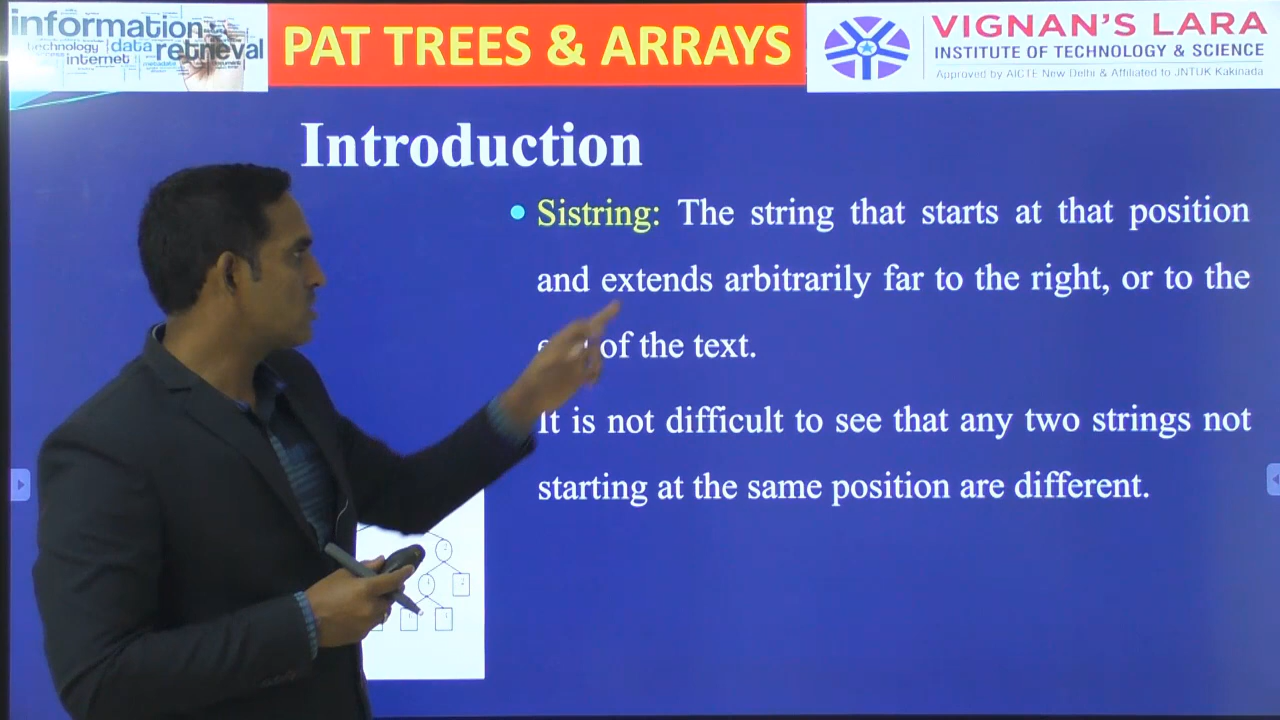 information
technology data retrieval
internet
PAT TREES & ARRAYS
VIGNAN'S LARA
INSTITUTE OF TECHNOLOGY & SCIENCE
Approved by AICTE New Delhi & Affiliated to JNTUK Kakinada
Introduction
Sistring: The string that starts at that position
and extends arbitrarily far to the right, or to the
of the text.
It is not difficult to see that any two strings not
starting at the same position are different.